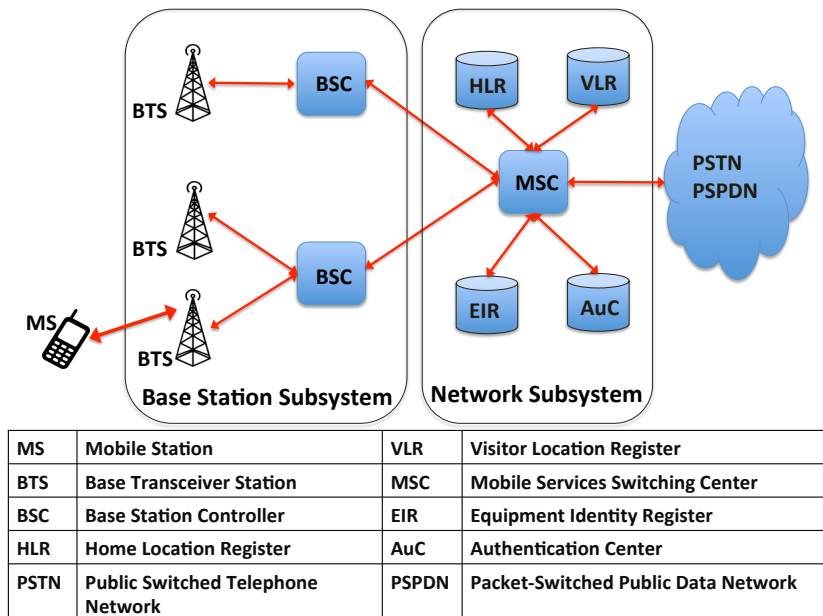 BTS
BSC
HLR
VLR
PSTN
PSPDN
MSC
BTS
BSC
EIR
AuC
MS
BTS
Base Station Subsystem
Network Subsystem
MS Mobile Station VLR Visitor Location Register
BTS Base Transceiver Station MSC Mobile Services Switching Center
BSC Base Station Controller EIR Equipment Identity Register
HLR Home Location Register AuC Authentication Center
PSTN Public Switched Telephone Network PSPDN Packet-Switched Public Data Network